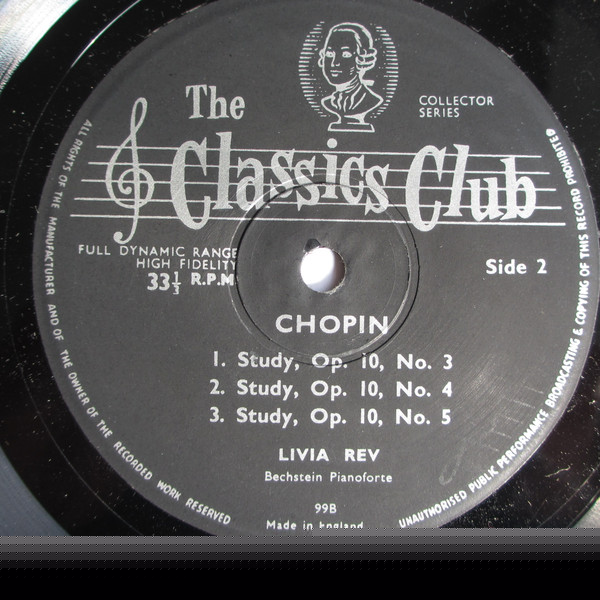 The
COLLECTOR
SERIES
Classics Club
FULL DYNAMIC RANGE
HIGH FIDELITY
33⅓ R.P.M.
Side 2
CHOPIN
1. Study, Op. 10, No. 3
2. Study, Op. 10, No. 4
3. Study, Op. 10, No. 5
LIVIA REV
Bechstein Pianoforte
99B
Made in England
ALL RIGHTS OF THE MANUFACTURER AND OF THE OWNER OF THE RECORDED WORK RESERVED
UNAUTHORISED PUBLIC PERFORMANCE BROADCASTING & COPYING OF THIS RECORD PROHIBITED